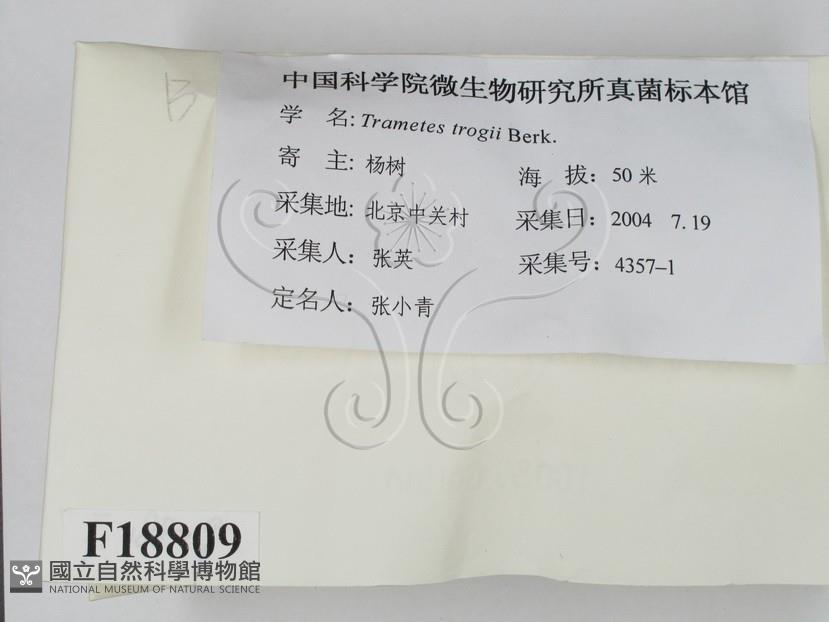 中国科学院微生物研究所真菌标本馆
学 名: Trametes trogii Berk.
寄 主: 杨树
海 拔: 50 米
采集地: 北京中关村
采集日: 2004 7.19
采集人: 张英
采集号: 4357-1
定名人: 张小青
F18809
國立自然科學博物館
NATIONAL MUSEUM OF NATURAL SCIENCE